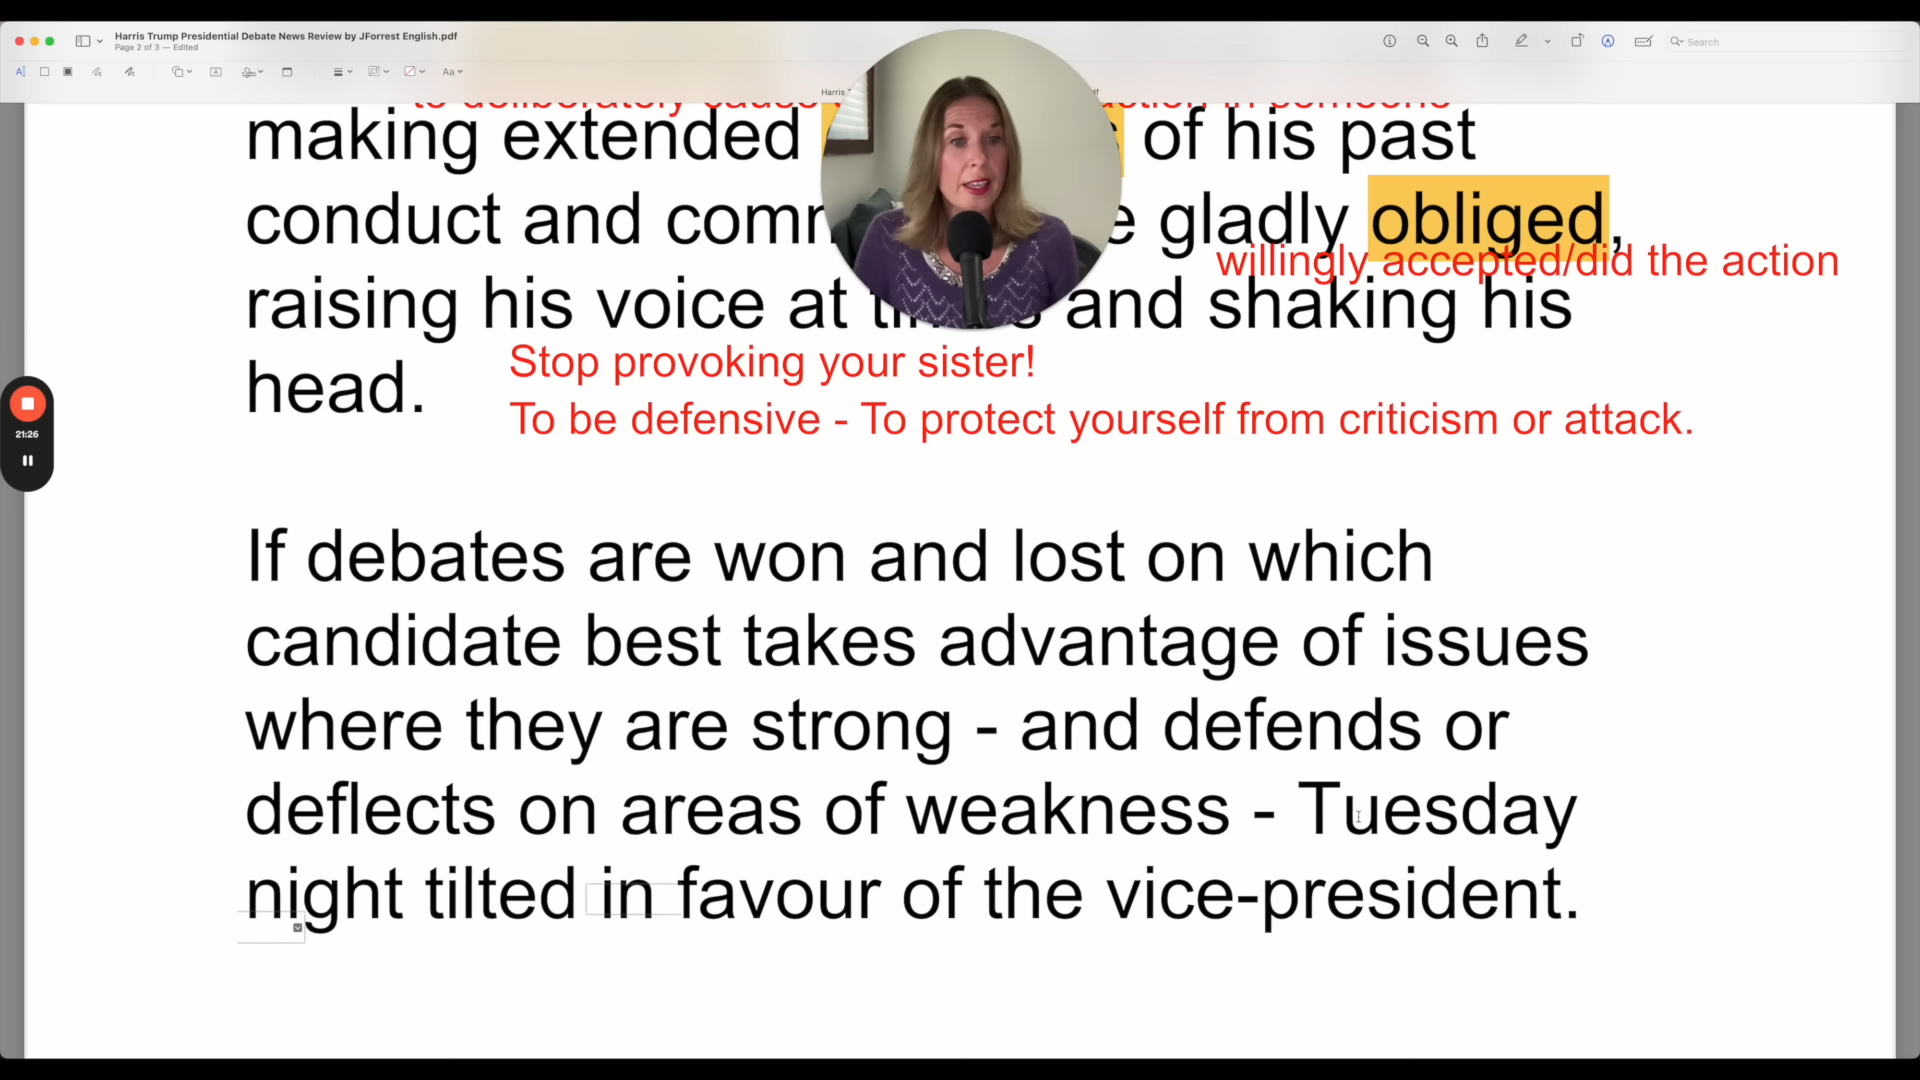 Harris Trump Presidential Debate News Review by JForrest English.pdf
Page 2 of 3 — Edited
Search
Aa
Harris
making extended of his past
conduct and gladly obliged,
willingly accepted/did the action
raising his voice at and shaking his
Stop provoking your sister!
head.
To be defensive - To protect yourself from criticism or attack.
21:26
If debates are won and lost on which
candidate best takes advantage of issues
where they are strong - and defends or
deflects on areas of weakness - Tuesday
night tilted in favour of the vice-president.